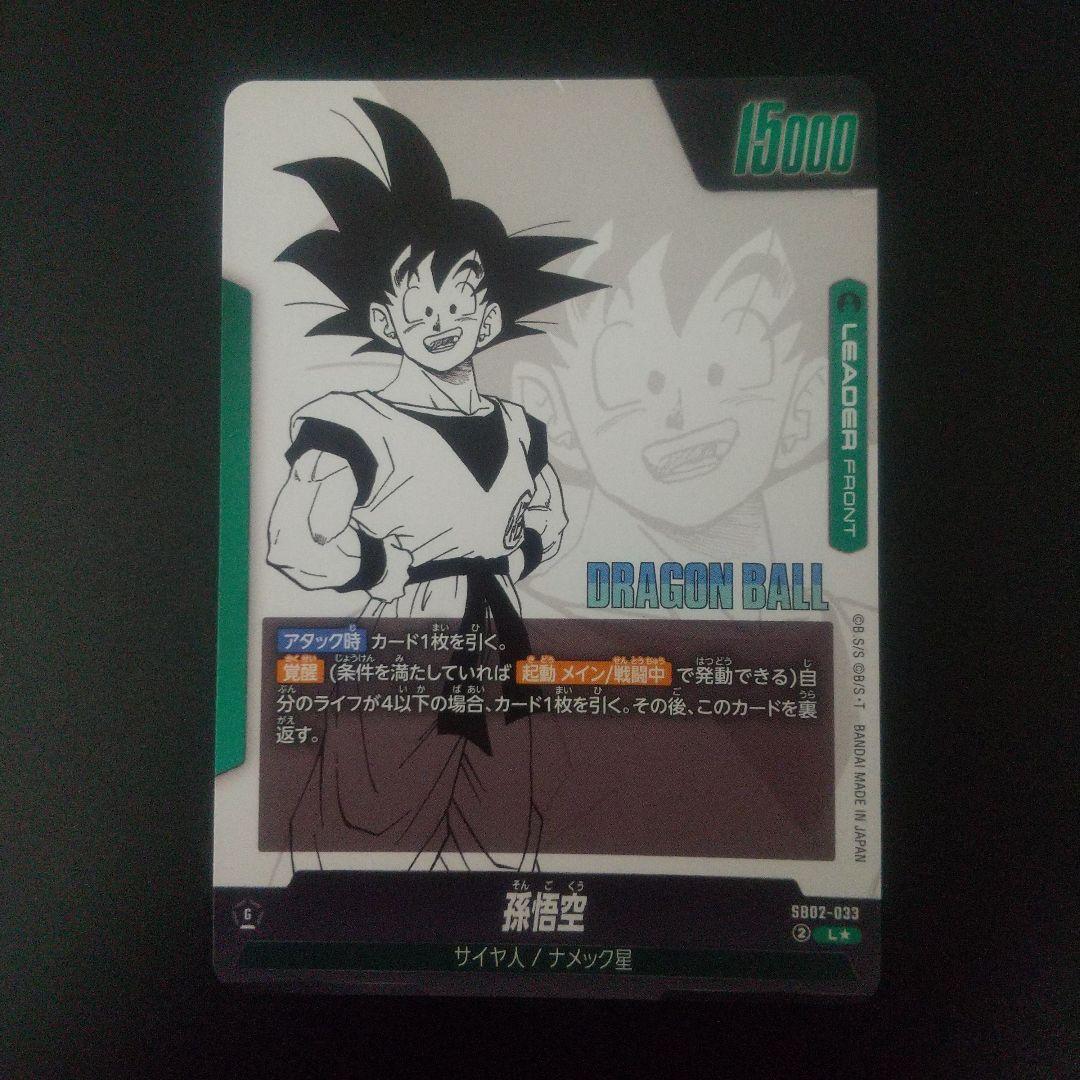 15000
LEADER FRONT
DRAGON BALL
アタック時 カード1枚を引く。
覚醒 (条件を満たしていれば 起動メイン/戦闘中 で発動できる)自
分のライフが4以下の場合、カード1枚を引く。その後、このカードを裏
返す。
©B.S/S ©B/S・T BANDAI MADE IN JAPAN
そん ご くう
孫悟空
G
SB02-033
② L★
サイヤ人 / ナメック星